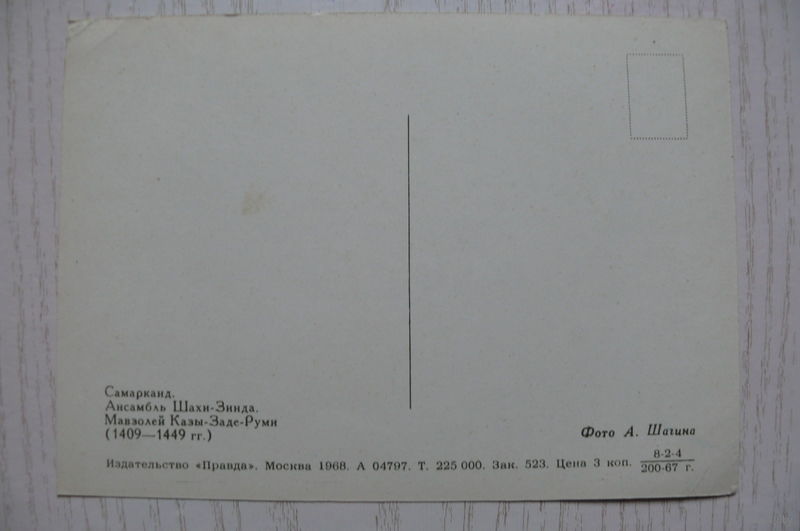 Самарканд.
Ансамбль Шахи-Зинда.
Мавзолей Казы-Заде-Руми
(1409—1449 гг.)
Фото А. Шагина
Издательство «Правда». Москва 1968. А 04797. Т. 225 000. Зак. 523. Цена 3 коп.
8-2-4
200-67 г.